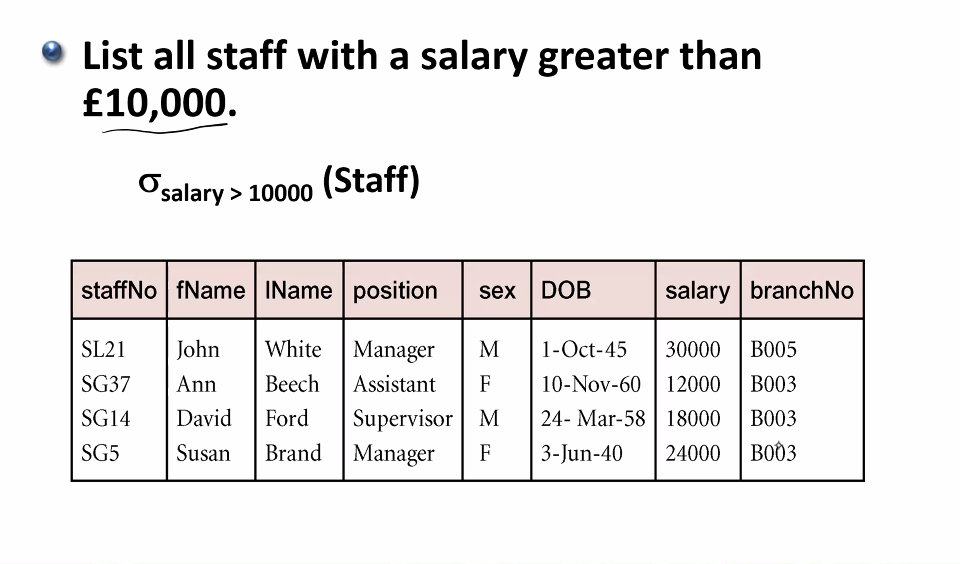 List all staff with a salary greater than
£10,000.
σsalary > 10000 (Staff)
staffNo fName lName position sex DOB salary branchNo
SL21 John White Manager M 1-Oct-45 30000 B005
SG37 Ann Beech Assistant F 10-Nov-60 12000 B003
SG14 David Ford Supervisor M 24- Mar-58 18000 B003
SG5 Susan Brand Manager F 3-Jun-40 24000 B003